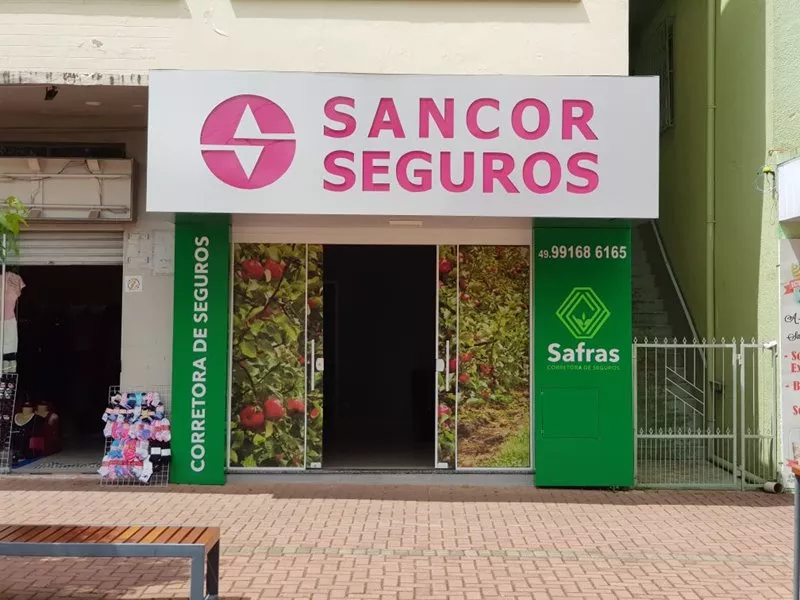 SANCOR
SEGUROS
CORRETORA DE SEGUROS
49.99168 6165
Safras
CORRETORA DE SEGUROS